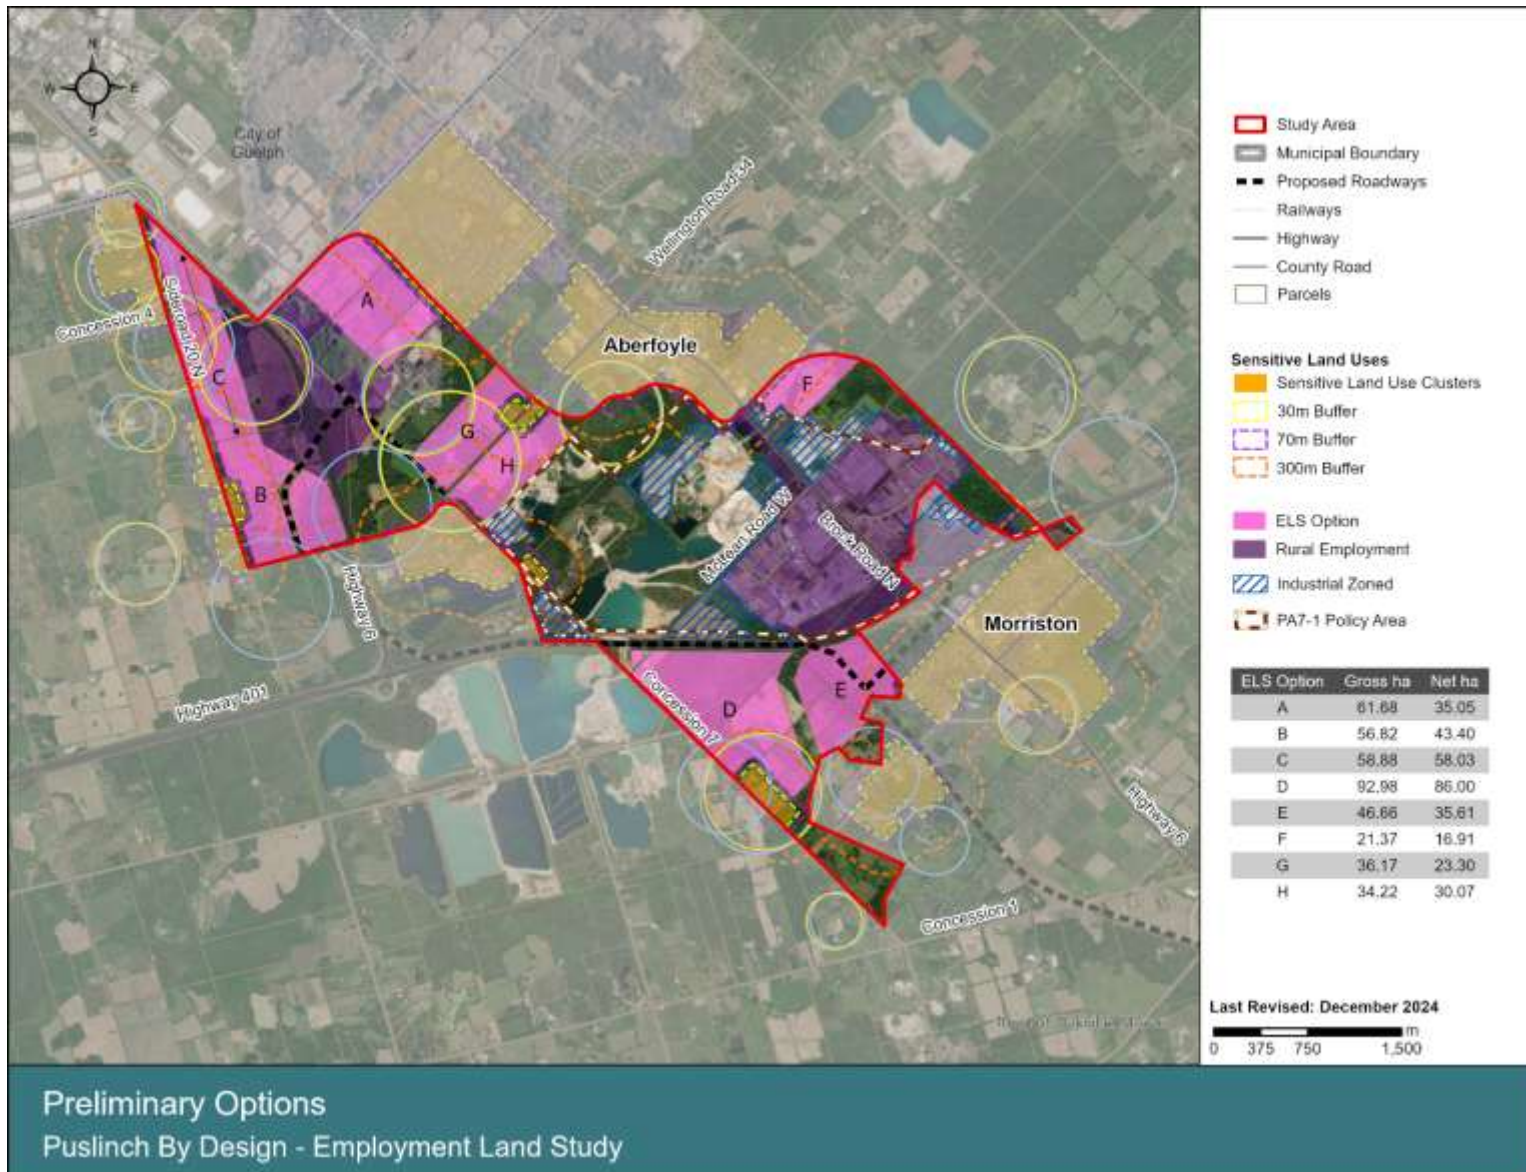 N
W E
S
City of
Guelph
Wellington Road 34
Concession 4
Sideroad 20 N
A
C
Aberfoyle
F
G
H
B
McLean Road W
Brock Road N
Highway 6
Morriston
Highway 401
Concession 7
D
E
Highway 6
Concession 1
Study Area
Municipal Boundary
Proposed Roadways
Railways
Highway
County Road
Parcels
Sensitive Land Uses
Sensitive Land Use Clusters
30m Buffer
70m Buffer
300m Buffer
ELS Option
Rural Employment
Industrial Zoned
PA7-1 Policy Area
ELS Option Gross ha Net ha
A 61.68 35.05
B 56.82 43.40
C 58.88 58.03
D 92.98 86.00
E 46.66 35.61
F 21.37 16.91
G 36.17 23.30
H 34.22 30.07
Last Revised: December 2024
m
0 375 750 1,500
Preliminary Options
Puslinch By Design - Employment Land Study